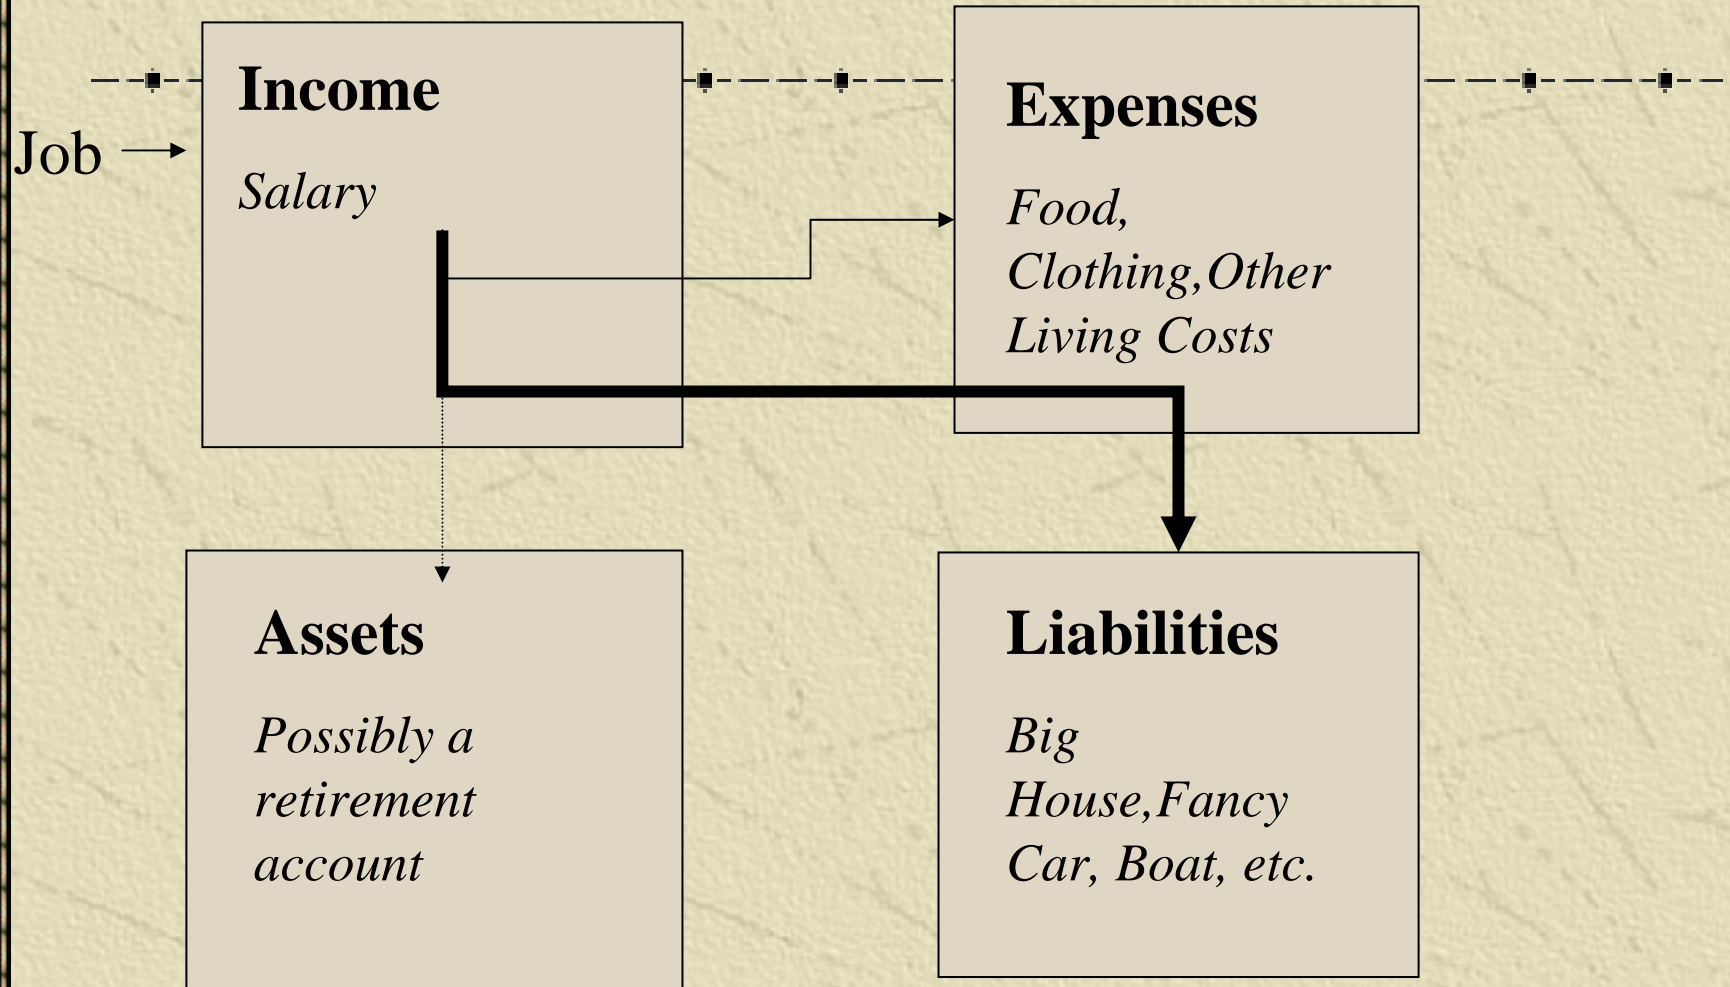 Job
Income
Salary
Expenses
Food,
Clothing,Other
Living Costs
Assets
Possibly a
retirement
account
Liabilities
Big
House,Fancy
Car, Boat, etc.